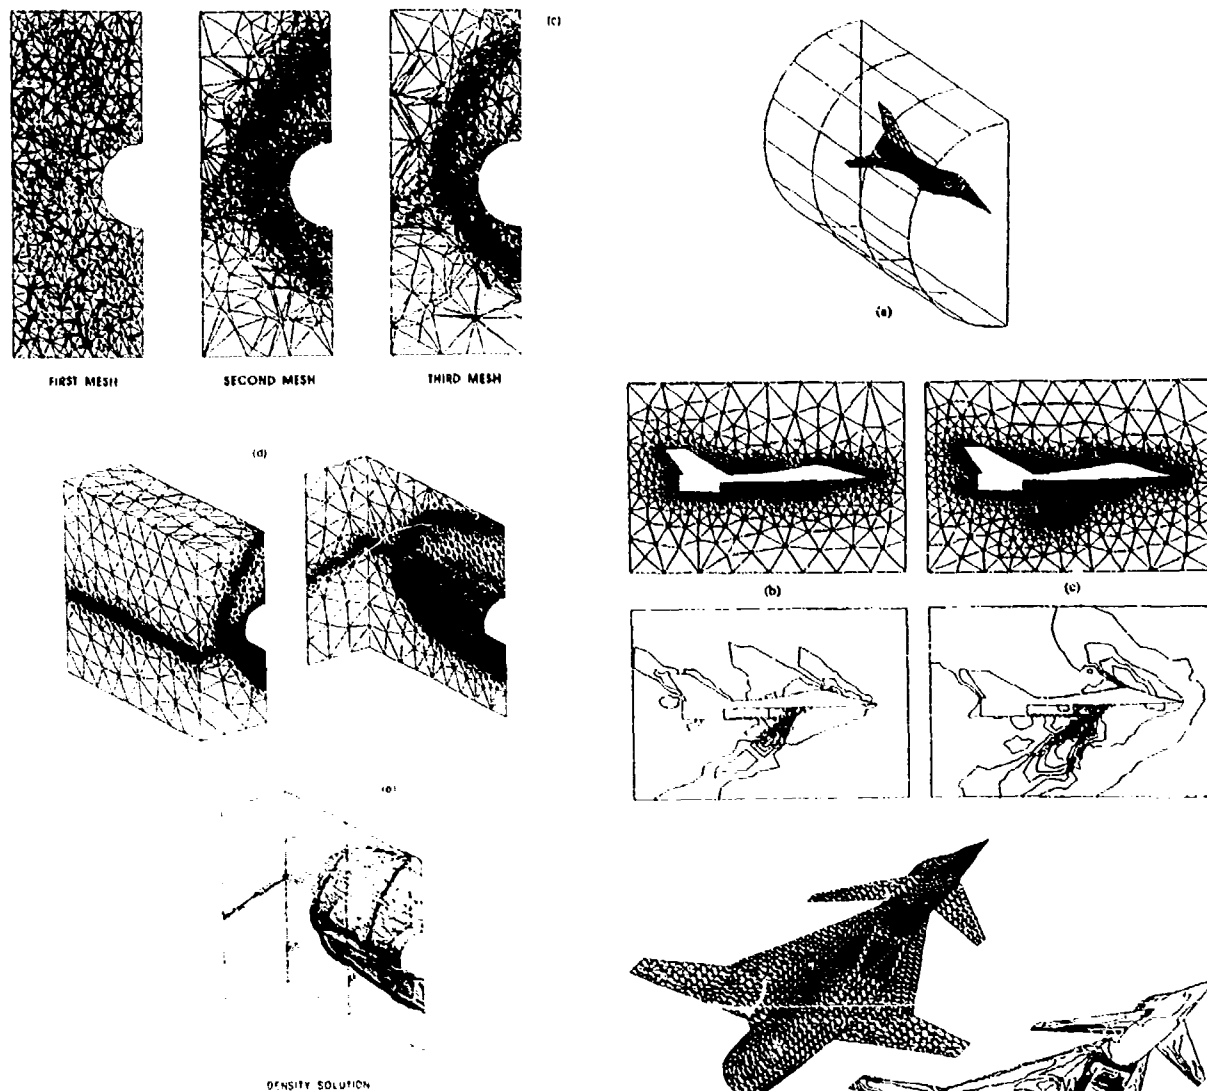 (c)
FIRST MESH
SECOND MESH
THIRD MESH
(d)
(e)
DENSITY SOLUTION
(a)
(b)
(c)